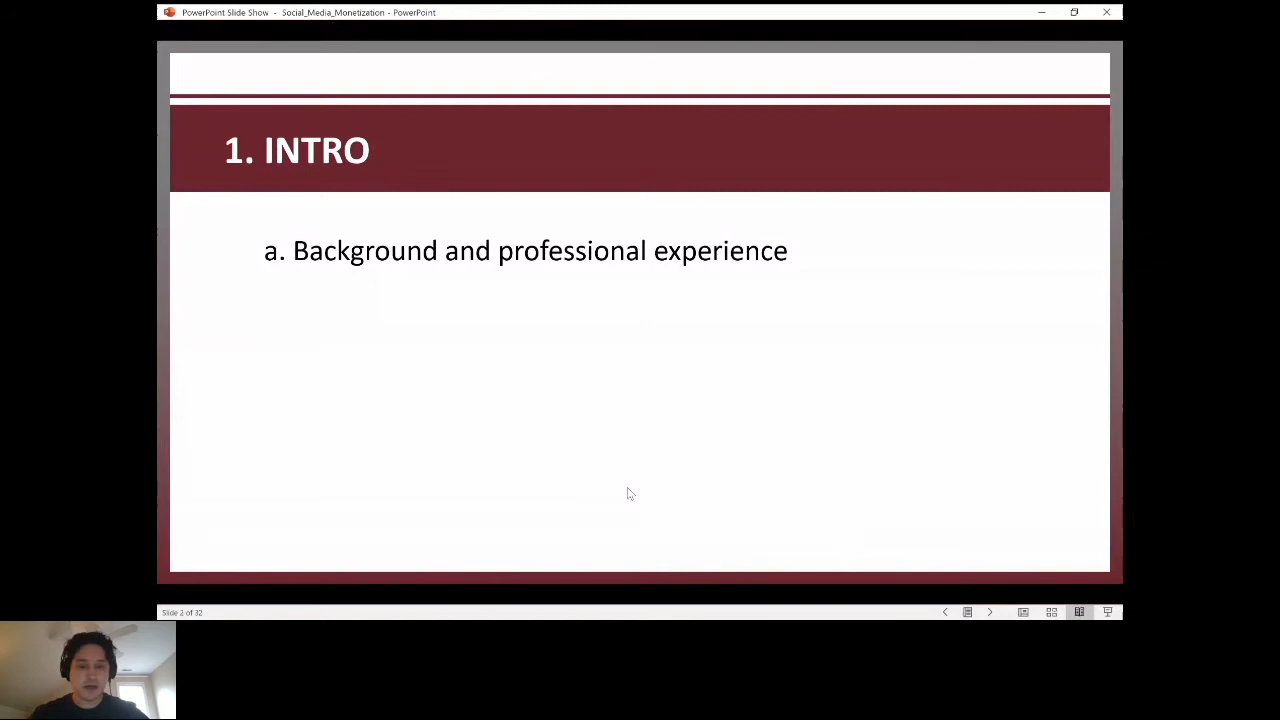 PowerPoint Slide Show - Social_Media_Monetization - PowerPoint
1. INTRO
a. Background and professional experience
Slide 2 of 32